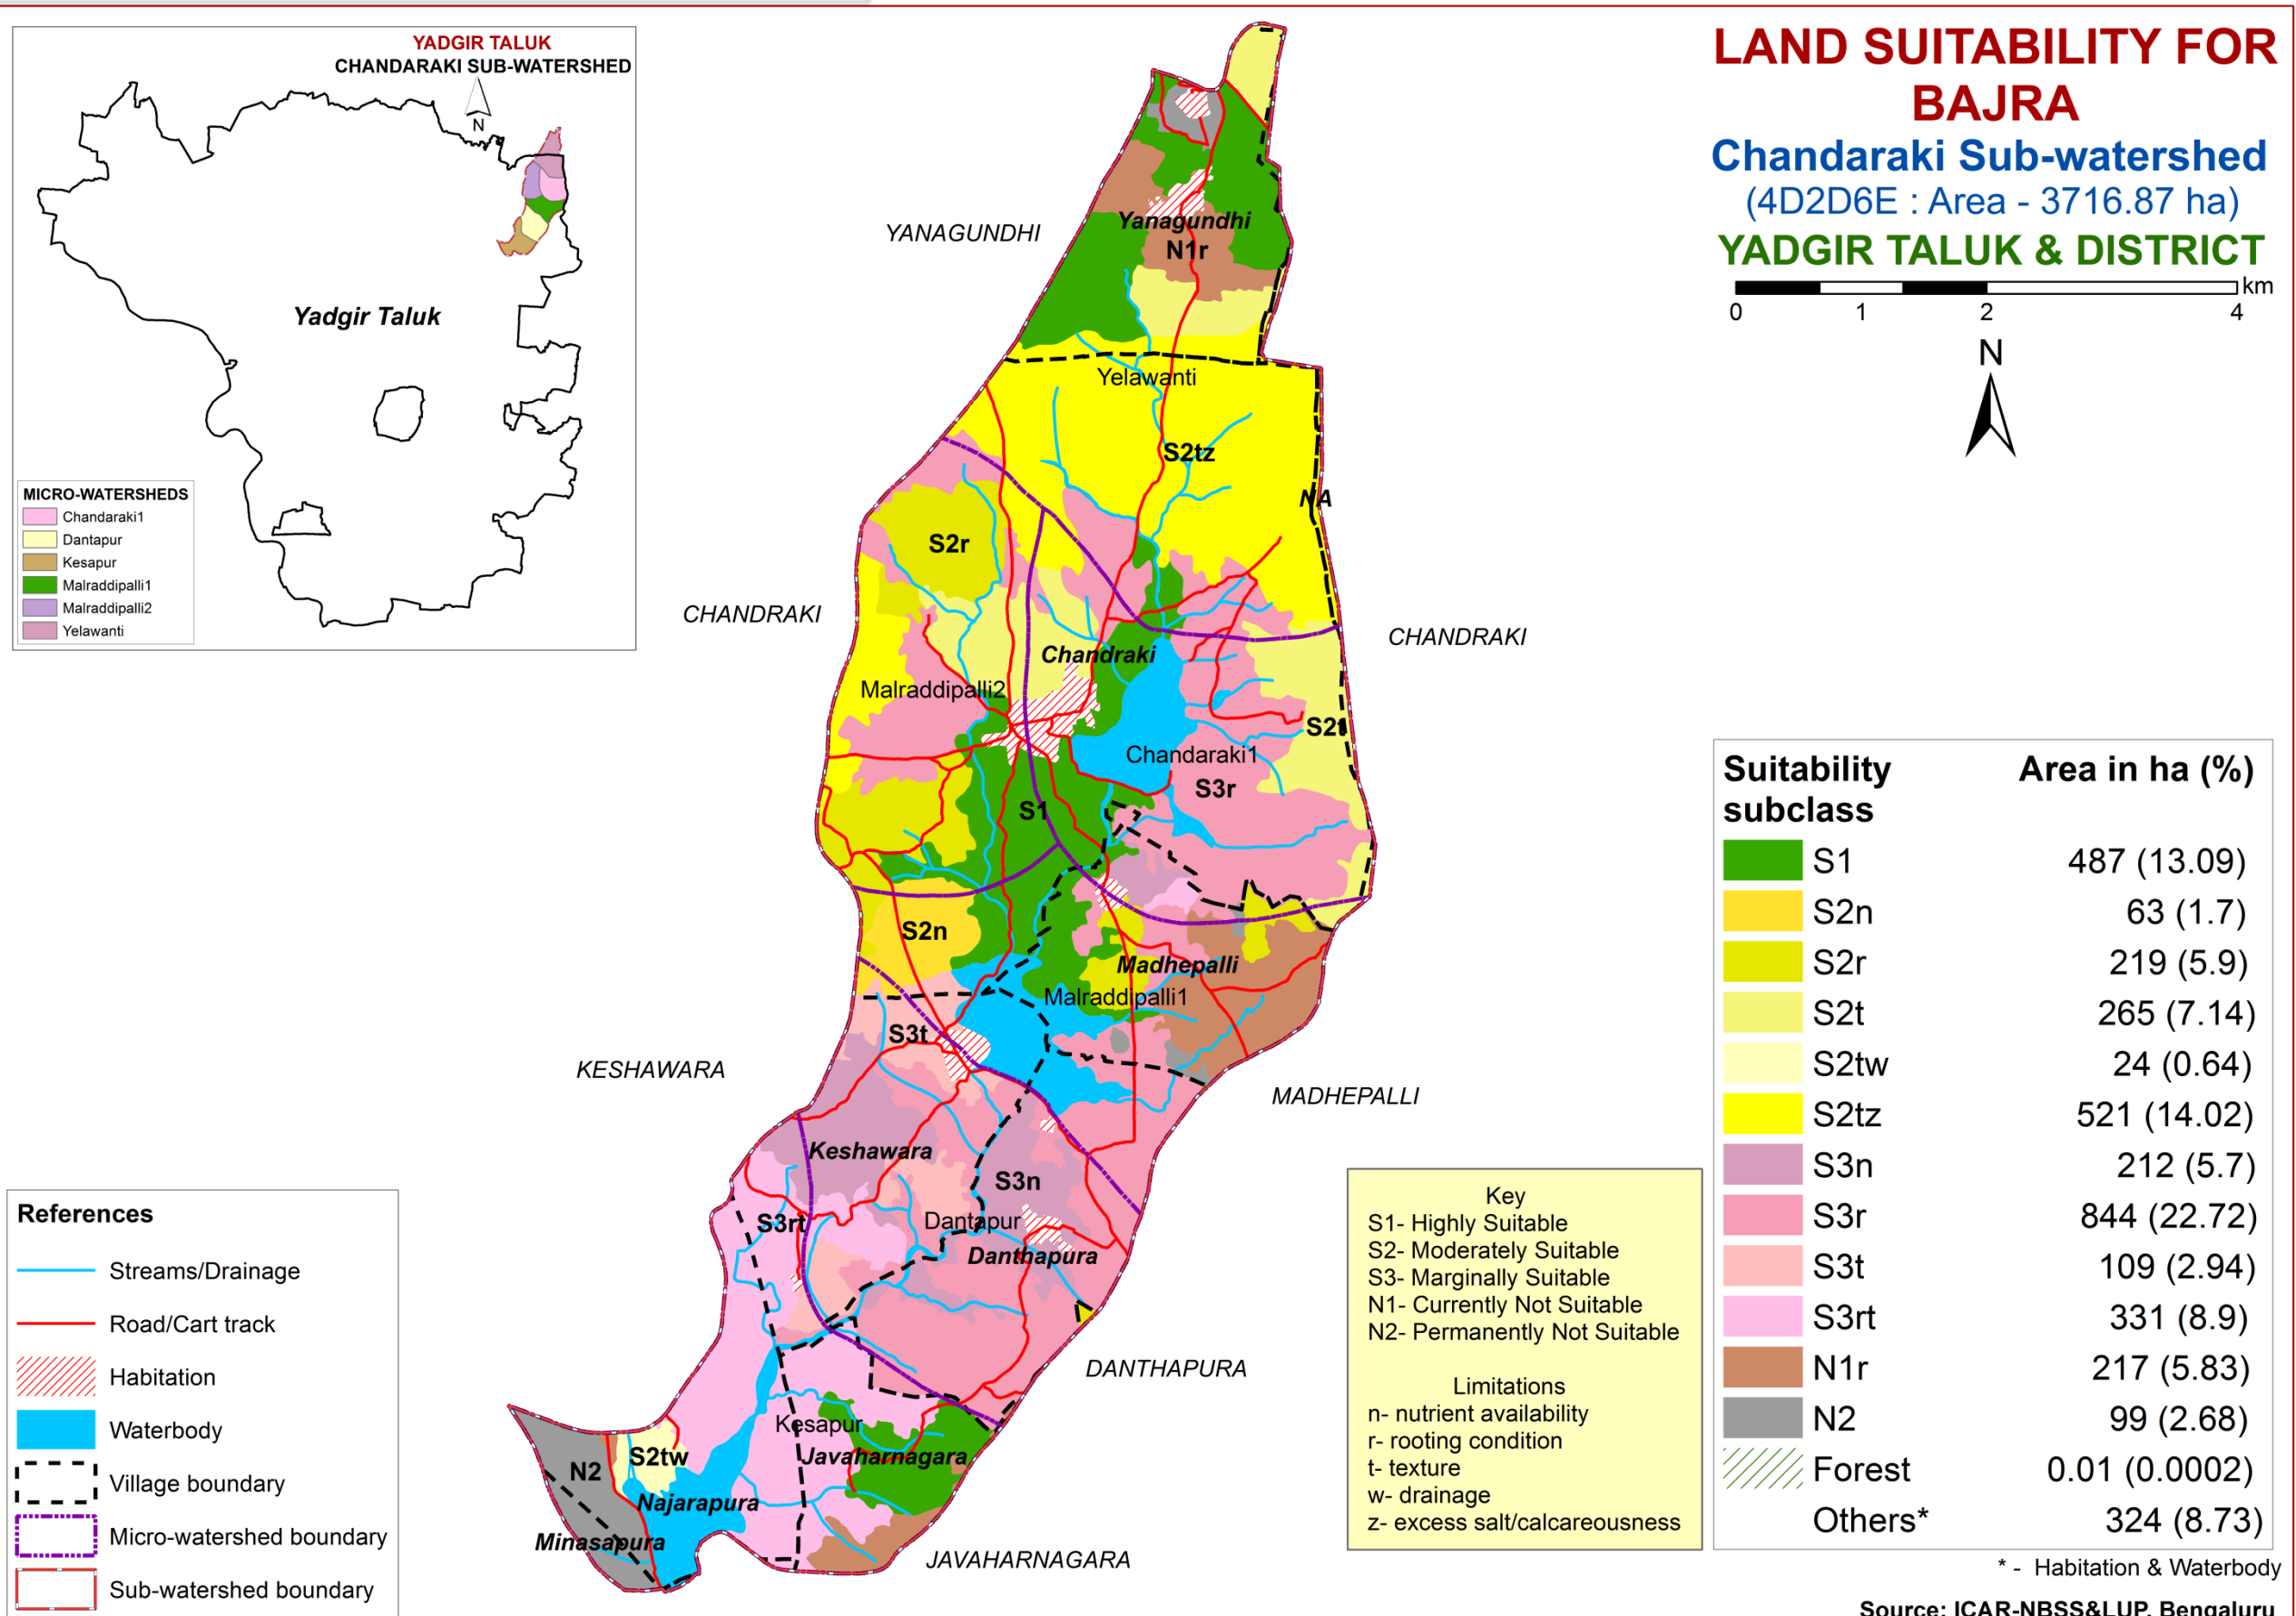 YADGIR TALUK
CHANDARAKI SUB-WATERSHED
N
Yadgir Taluk
MICRO-WATERSHEDS
Chandaraki1
Dantapur
Kesapur
Malraddipalli1
Malraddipalli2
Yelawanti
LAND SUITABILITY FOR
BAJRA
Chandaraki Sub-watershed
(4D2D6E : Area - 3716.87 ha)
YADGIR TALUK & DISTRICT
km
0 1 2 4
N
YANAGUNDHI
Yanagundhi
N1r
Yelawanti
S2tz
NA
S2r
CHANDRAKI
CHANDRAKI
Chandraki
Malraddipalli2
S2t
Chandaraki1
S3r
S1
S2n
Madhepalli
Malraddipalli1
S3t
KESHAWARA
MADHEPALLI
Keshawara
S3n
S3rt
Dantapur
Danthapura
DANTHAPURA
Kesapur
Javaharnagara
S2tw
N2
Najarapura
Minasapura
JAVAHARNAGARA
References
Streams/Drainage
Road/Cart track
Habitation
Waterbody
Village boundary
Micro-watershed boundary
Sub-watershed boundary
Key
S1- Highly Suitable
S2- Moderately Suitable
S3- Marginally Suitable
N1- Currently Not Suitable
N2- Permanently Not Suitable
Limitations
n- nutrient availability
r- rooting condition
t- texture
w- drainage
z- excess salt/calcareousness
Suitability Area in ha (%)
subclass
S1 487 (13.09)
S2n 63 (1.7)
S2r 219 (5.9)
S2t 265 (7.14)
S2tw 24 (0.64)
S2tz 521 (14.02)
S3n 212 (5.7)
S3r 844 (22.72)
S3t 109 (2.94)
S3rt 331 (8.9)
N1r 217 (5.83)
N2 99 (2.68)
Forest 0.01 (0.0002)
Others* 324 (8.73)
* - Habitation & Waterbody
Source: ICAR-NBSS&LUP, Bengaluru